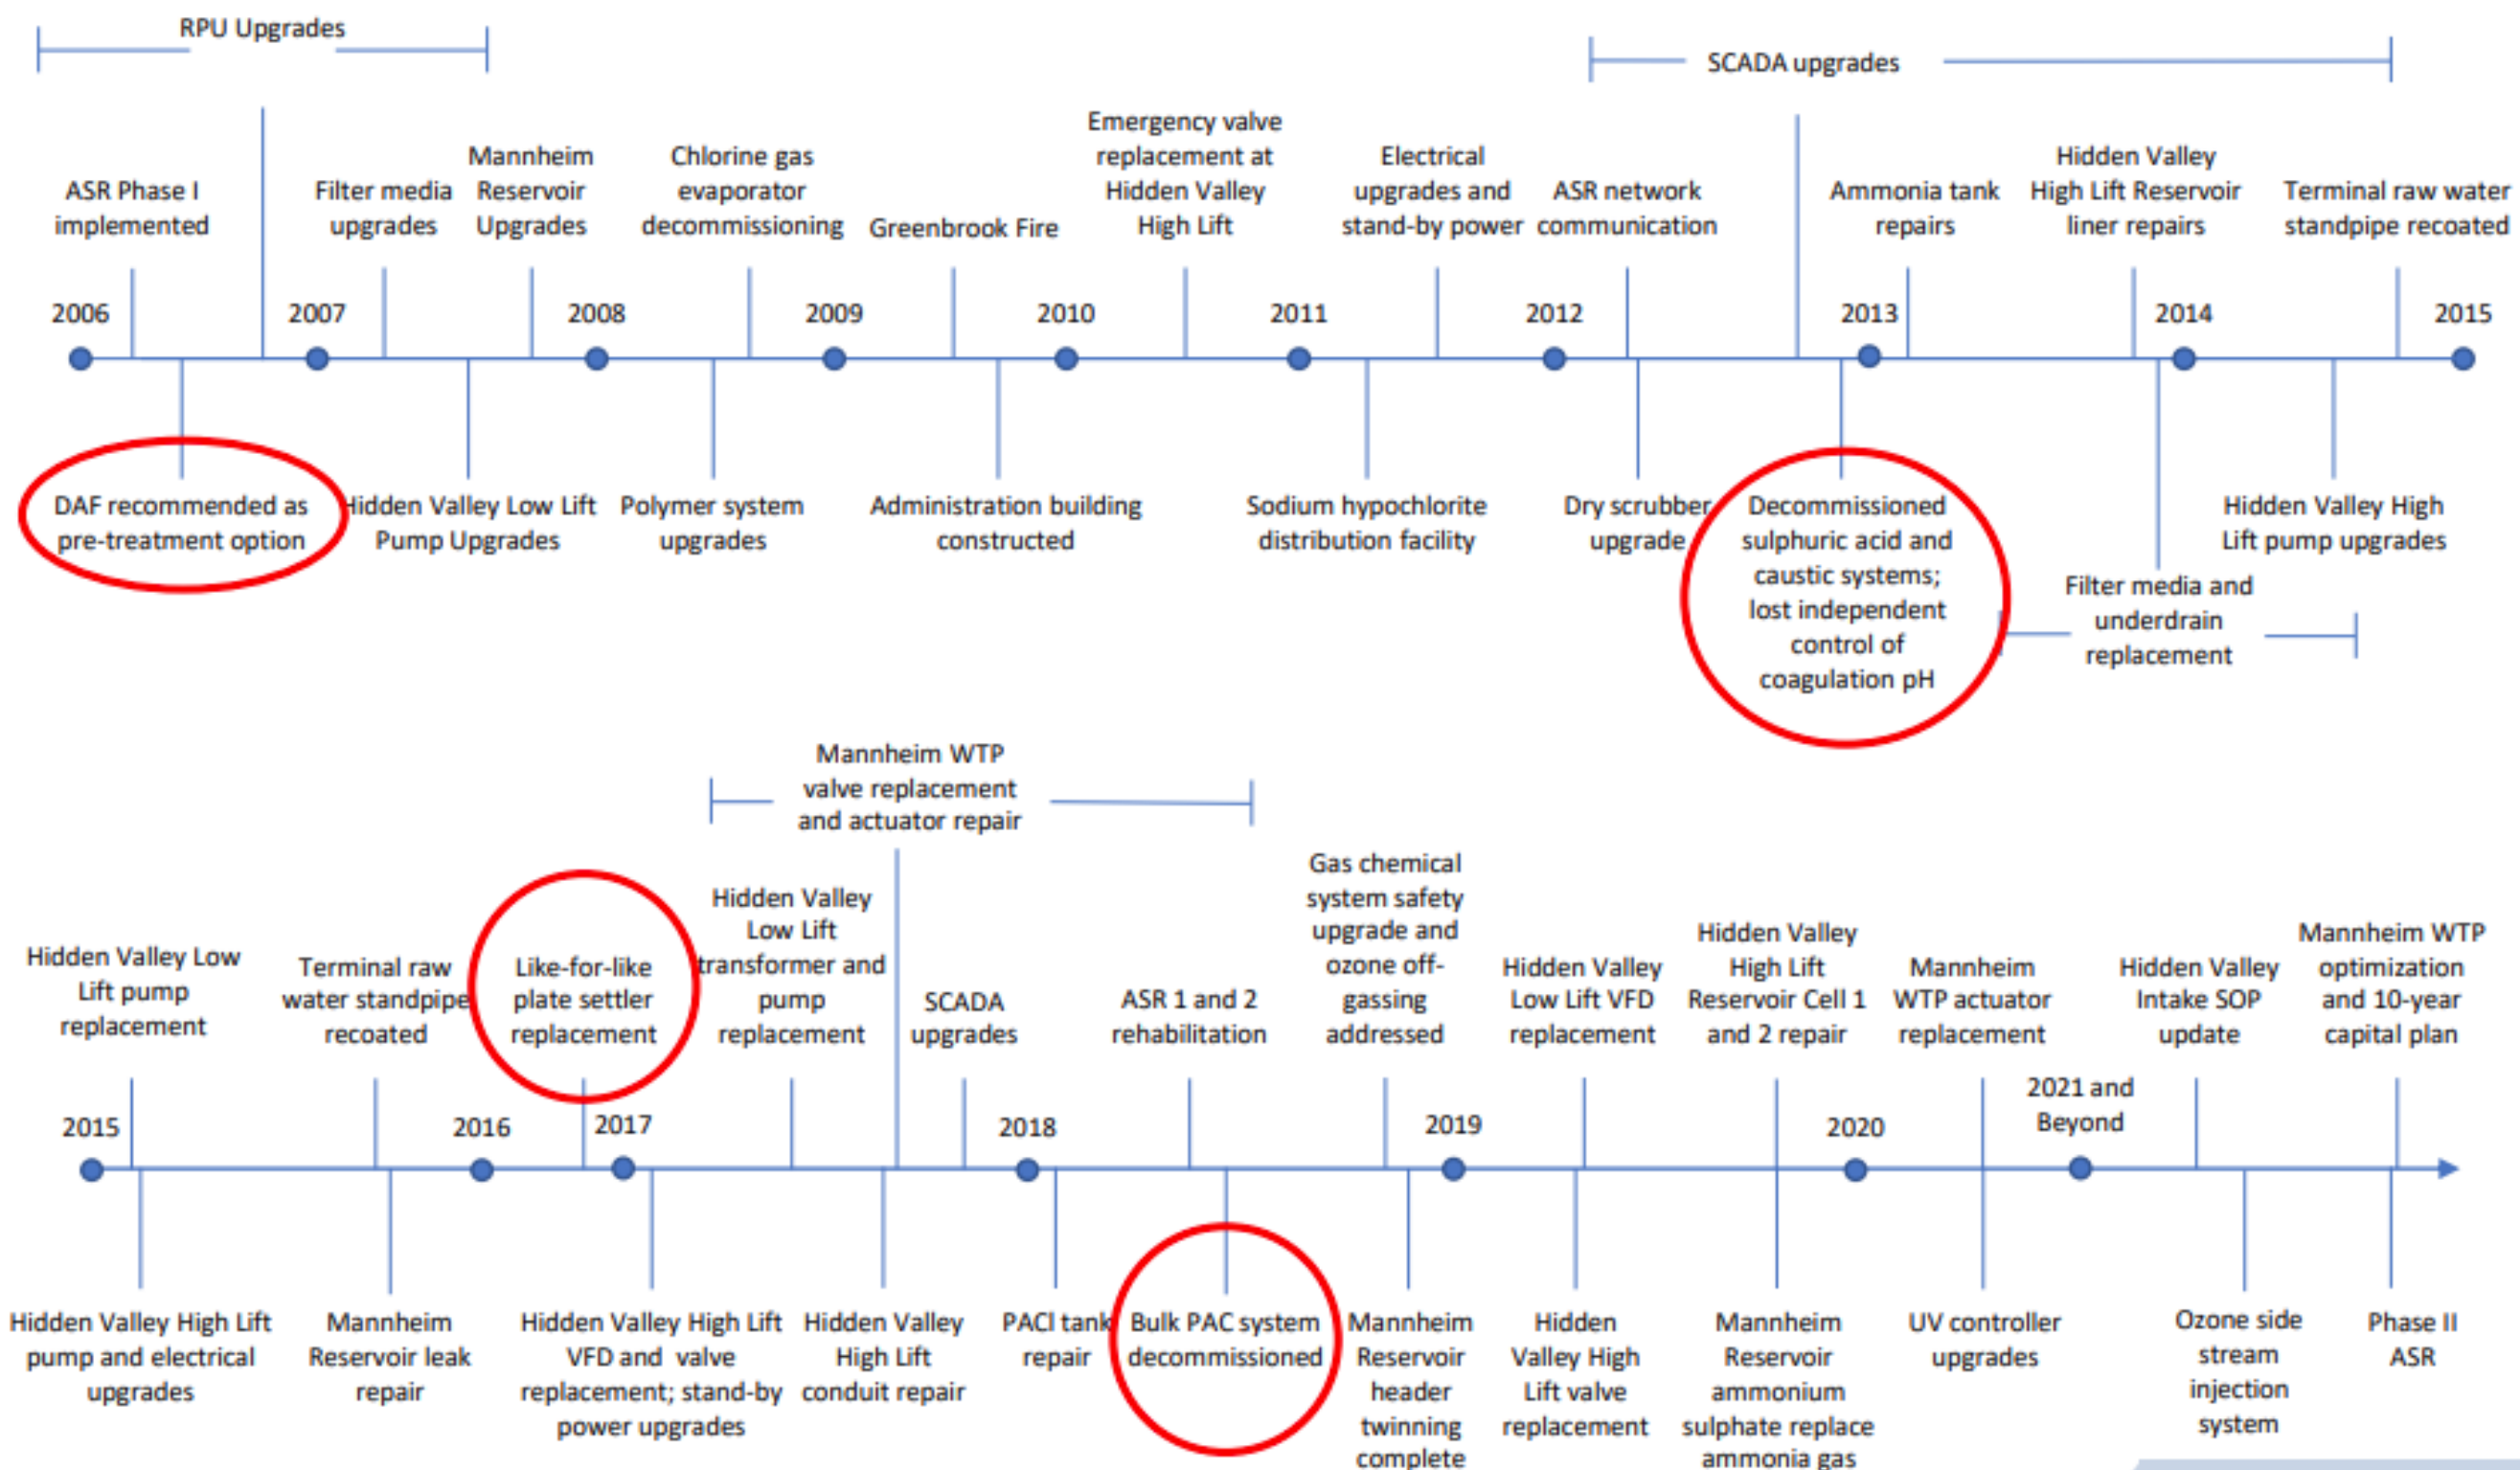 RPU Upgrades
SCADA upgrades
ASR Phase I
implemented
Filter media
upgrades
Mannheim
Reservoir
Upgrades
Chlorine gas
evaporator
decommissioning
Greenbrook Fire
Emergency valve
replacement at
Hidden Valley
High Lift
Electrical
upgrades and
stand-by power
ASR network
communication
Ammonia tank
repairs
Hidden Valley
High Lift Reservoir
liner repairs
Terminal raw water
standpipe recoated
2006
2007
2008
2009
2010
2011
2012
2013
2014
2015
DAF recommended as
pre-treatment option
Hidden Valley Low Lift
Pump Upgrades
Polymer system
upgrades
Administration building
constructed
Sodium hypochlorite
distribution facility
Dry scrubber
upgrade
Decommissioned
sulphuric acid and
caustic systems;
lost independent
control of
coagulation pH
Filter media and
underdrain
replacement
Hidden Valley High
Lift pump upgrades
Mannheim WTP
valve replacement
and actuator repair
Hidden Valley Low
Lift pump
replacement
Terminal raw
water standpipe
recoated
Like-for-like
plate settler
replacement
Hidden Valley
Low Lift
transformer and
pump
replacement
SCADA
upgrades
ASR 1 and 2
rehabilitation
Gas chemical
system safety
upgrade and
ozone off-
gassing
addressed
Hidden Valley
Low Lift VFD
replacement
Hidden Valley
High Lift
Reservoir Cell 1
and 2 repair
Mannheim
WTP actuator
replacement
Hidden Valley
Intake SOP
update
Mannheim WTP
optimization
and 10-year
capital plan
2015
2016
2017
2018
2019
2020
2021 and
Beyond
Hidden Valley High Lift
pump and electrical
upgrades
Mannheim
Reservoir leak
repair
Hidden Valley High Lift
VFD and valve
replacement; stand-by
power upgrades
Hidden Valley
High Lift
conduit repair
PACl tank
repair
Bulk PAC system
decommissioned
Mannheim
Reservoir
header
twinning
complete
Hidden
Valley High
Lift valve
replacement
Mannheim
Reservoir
ammonium
sulphate replace
ammonia gas
UV controller
upgrades
Ozone side
stream
injection
system
Phase II
ASR